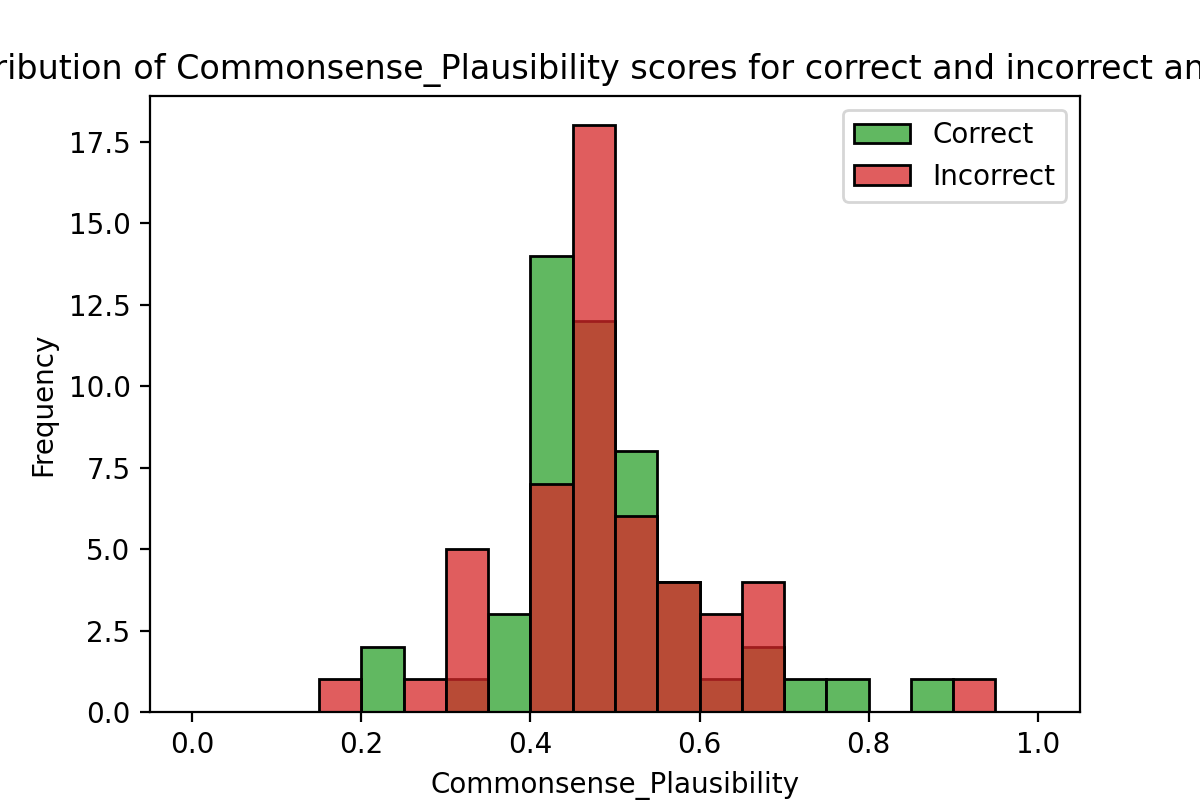 ribution of Commonsense_Plausibility scores for correct and incorrect an
Correct
Incorrect
Frequency
17.5
15.0
12.5
10.0
7.5
5.0
2.5
0.0
0.0 0.2 0.4 0.6 0.8 1.0
Commonsense_Plausibility